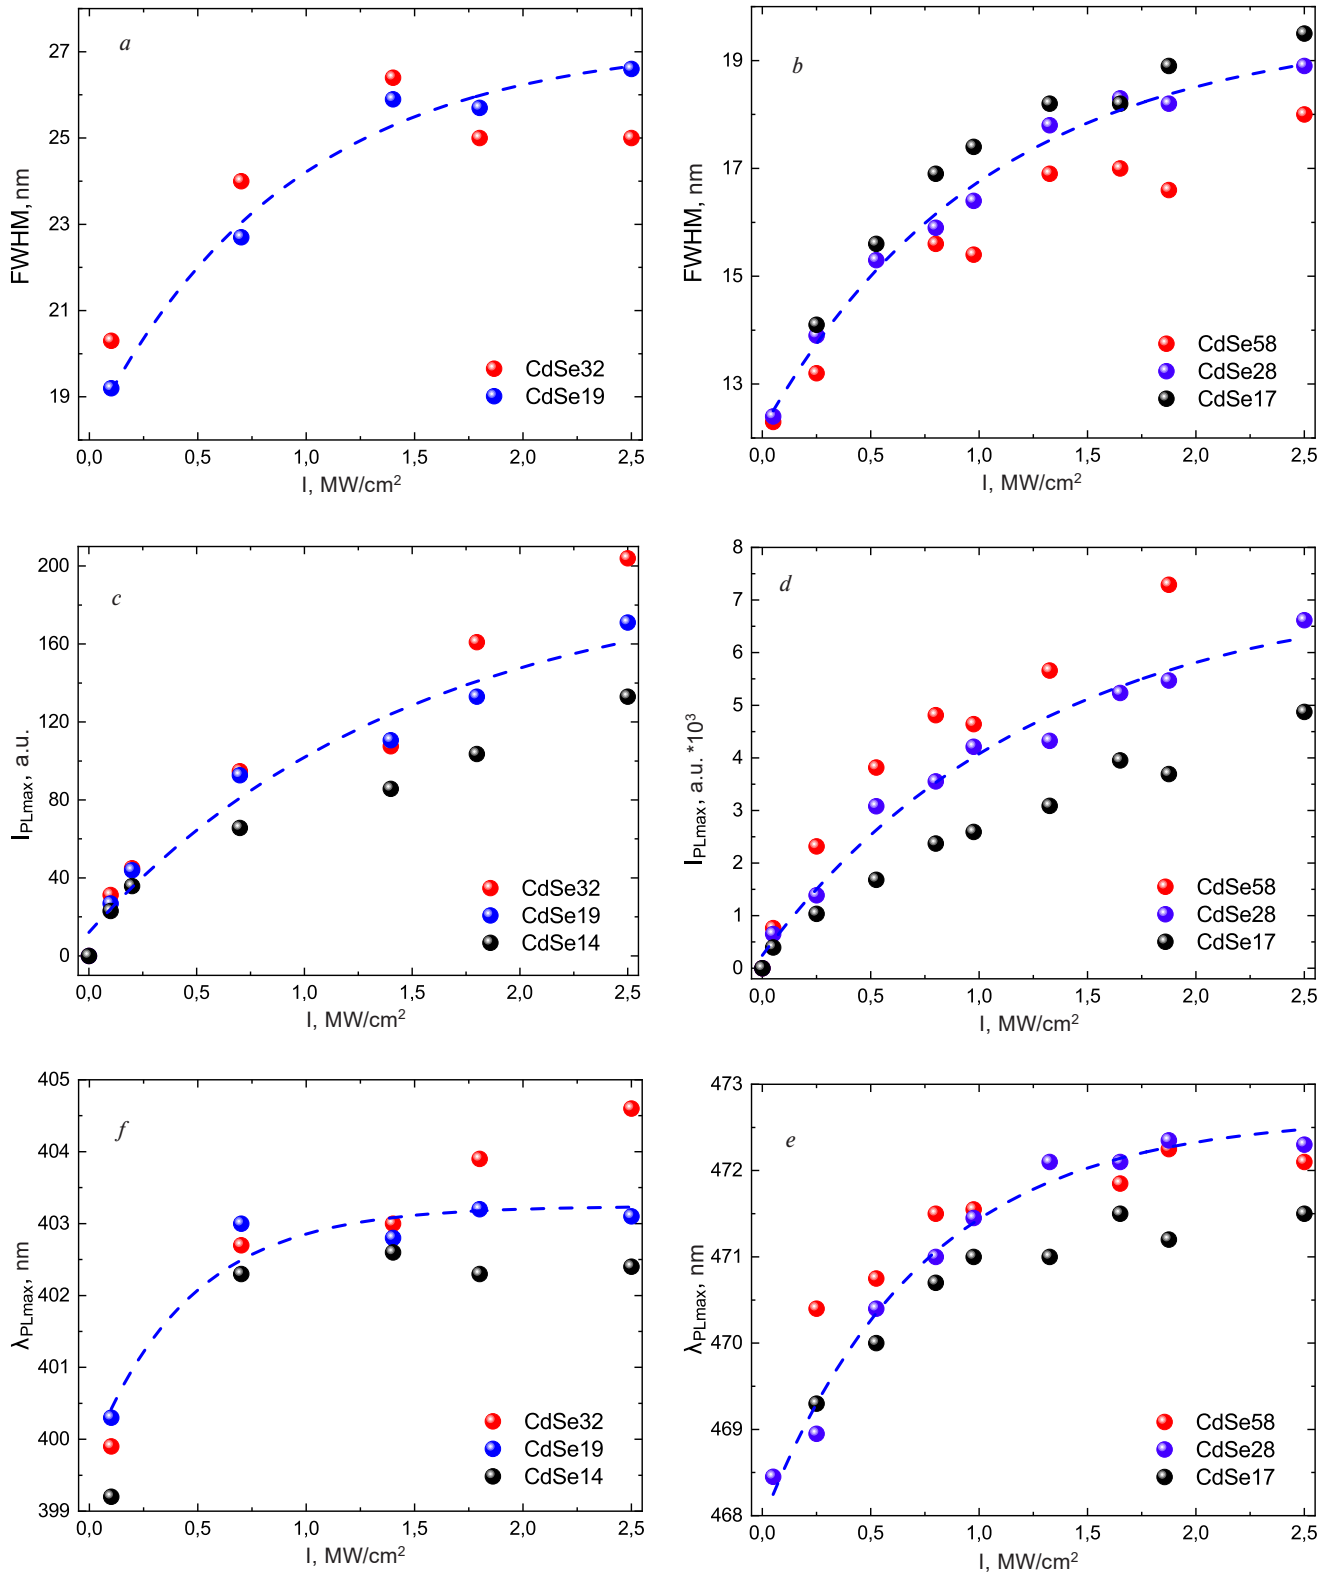 a
27
25
23
21
19
FWHM, nm
CdSe32
CdSe19
0,0 0,5 1,0 1,5 2,0 2,5
I, MW/cm²
b
19
17
15
13
FWHM, nm
CdSe58
CdSe28
CdSe17
0,0 0,5 1,0 1,5 2,0 2,5
I, MW/cm²
c
200
160
120
80
40
0
I_PLmax, a.u.
CdSe32
CdSe19
CdSe14
0,0 0,5 1,0 1,5 2,0 2,5
I, MW/cm²
d
8
7
6
5
4
3
2
1
0
I_PLmax, a.u. *10³
CdSe58
CdSe28
CdSe17
0,0 0,5 1,0 1,5 2,0 2,5
I, MW/cm²
f
405
404
403
402
401
400
399
λ_PLmax, nm
CdSe32
CdSe19
CdSe14
0,0 0,5 1,0 1,5 2,0 2,5
I, MW/cm²
e
473
472
471
470
469
468
λ_PLmax, nm
CdSe58
CdSe28
CdSe17
0,0 0,5 1,0 1,5 2,0 2,5
I, MW/cm²